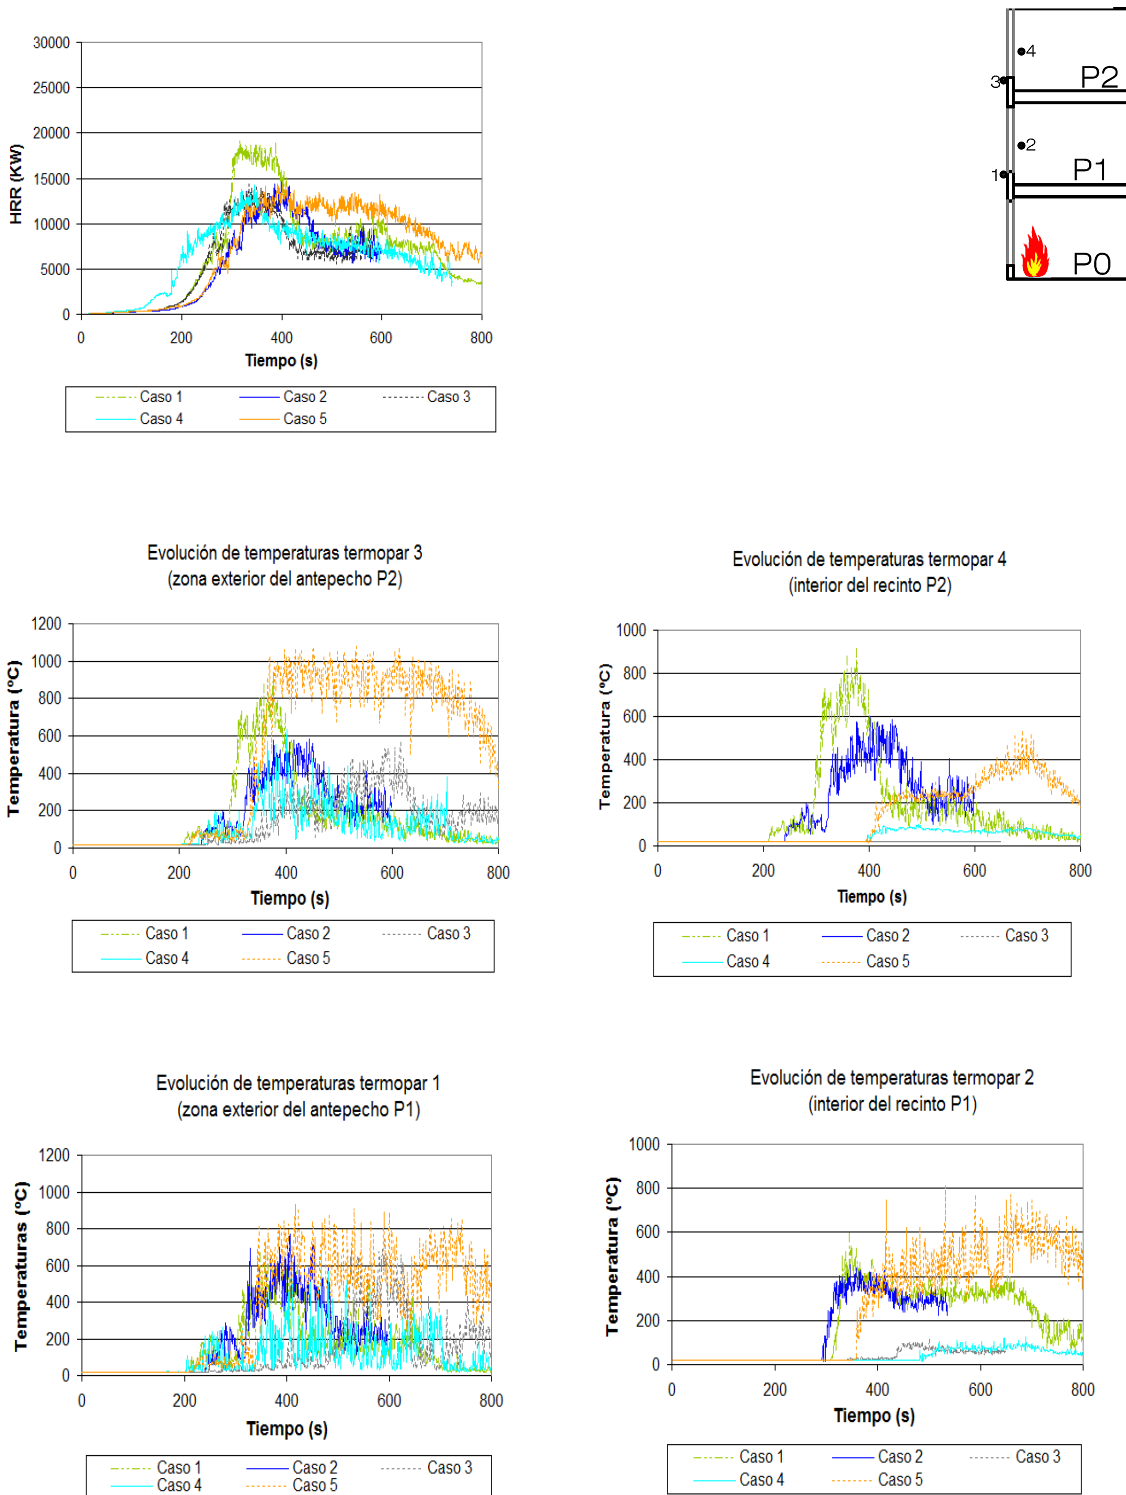 30000
25000
20000
15000
10000
5000
0
HRR (KW)
0 200 400 600 800
Tiempo (s)
Caso 1 Caso 2 Caso 3
Caso 4 Caso 5
4
3
P2
2
1
P1
P0
Evolución de temperaturas termopar 3
(zona exterior del antepecho P2)
1200
1000
800
600
400
200
0
Temperatura (ºC)
0 200 400 600 800
Tiempo (s)
Caso 1 Caso 2 Caso 3
Caso 4 Caso 5
Evolución de temperaturas termopar 4
(interior del recinto P2)
1000
800
600
400
200
0
Temperatura (ºC)
0 200 400 600 800
Tiempo (s)
Caso 1 Caso 2 Caso 3
Caso 4 Caso 5
Evolución de temperaturas termopar 1
(zona exterior del antepecho P1)
1200
1000
800
600
400
200
0
Temperaturas (ºC)
0 200 400 600 800
Tiempo (s)
Caso 1 Caso 2 Caso 3
Caso 4 Caso 5
Evolución de temperaturas termopar 2
(interior del recinto P1)
1000
800
600
400
200
0
Temperatura (ºC)
0 200 400 600 800
Tiempo (s)
Caso 1 Caso 2 Caso 3
Caso 4 Caso 5